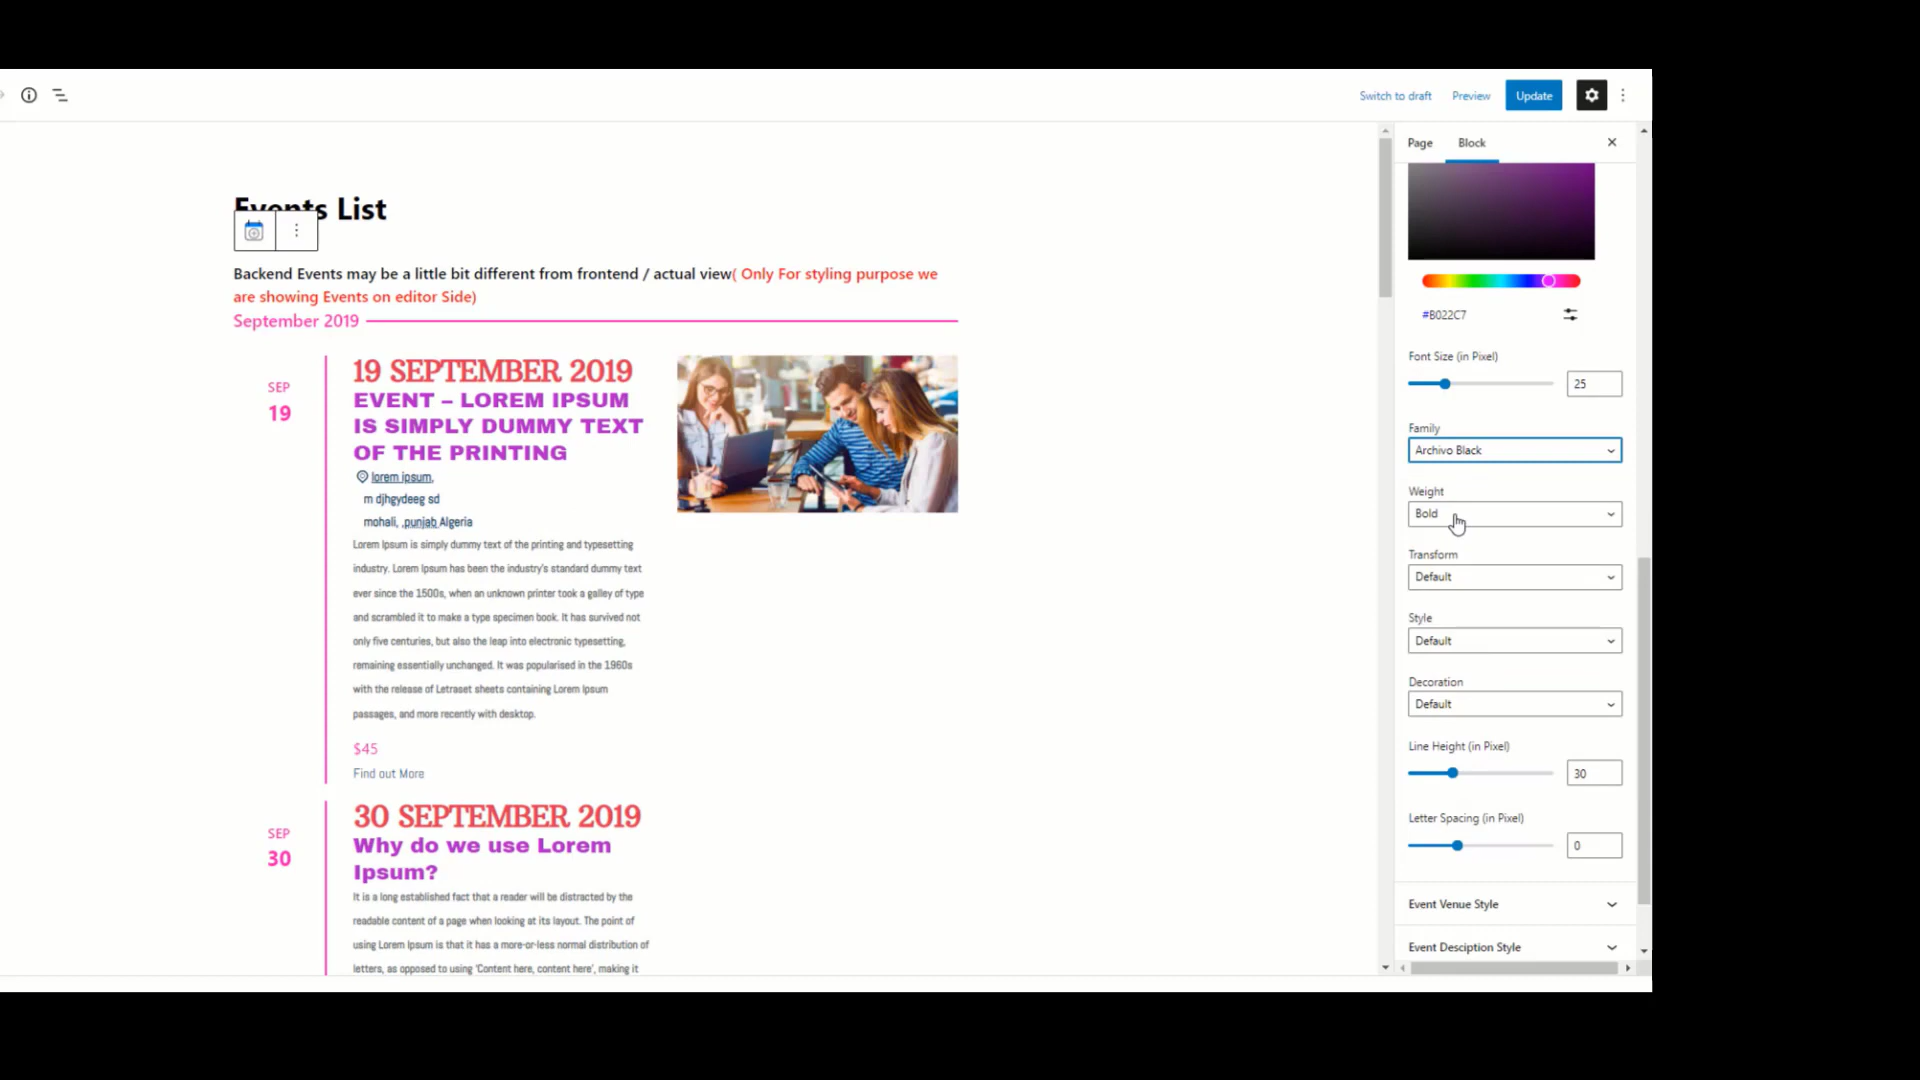 Switch to draft
Preview
Update
Page
Block
Events List
Backend Events may be a little bit different from frontend / actual view( Only For styling purpose we
are showing Events on editor Side)
September 2019
SEP
19
19 SEPTEMBER 2019
EVENT – LOREM IPSUM
IS SIMPLY DUMMY TEXT
OF THE PRINTING
lorem ipsum,
m djhgydeeg sd
mohali, ,punjab Algeria
Lorem Ipsum is simply dummy text of the printing and typesetting
industry. Lorem Ipsum has been the industry's standard dummy text
ever since the 1500s, when an unknown printer took a galley of type
and scrambled it to make a type specimen book. It has survived not
only five centuries, but also the leap into electronic typesetting,
remaining essentially unchanged. It was popularised in the 1960s
with the release of Letraset sheets containing Lorem Ipsum
passages, and more recently with desktop.
$45
Find out More
SEP
30
30 SEPTEMBER 2019
Why do we use Lorem
Ipsum?
It is a long established fact that a reader will be distracted by the
readable content of a page when looking at its layout. The point of
using Lorem Ipsum is that it has a more-or-less normal distribution of
letters, as opposed to using 'Content here, content here', making it
#B022C7
Font Size (in Pixel)
25
Family
Archivo Black
Weight
Bold
Transform
Default
Style
Default
Decoration
Default
Line Height (in Pixel)
30
Letter Spacing (in Pixel)
0
Event Venue Style
Event Desciption Style